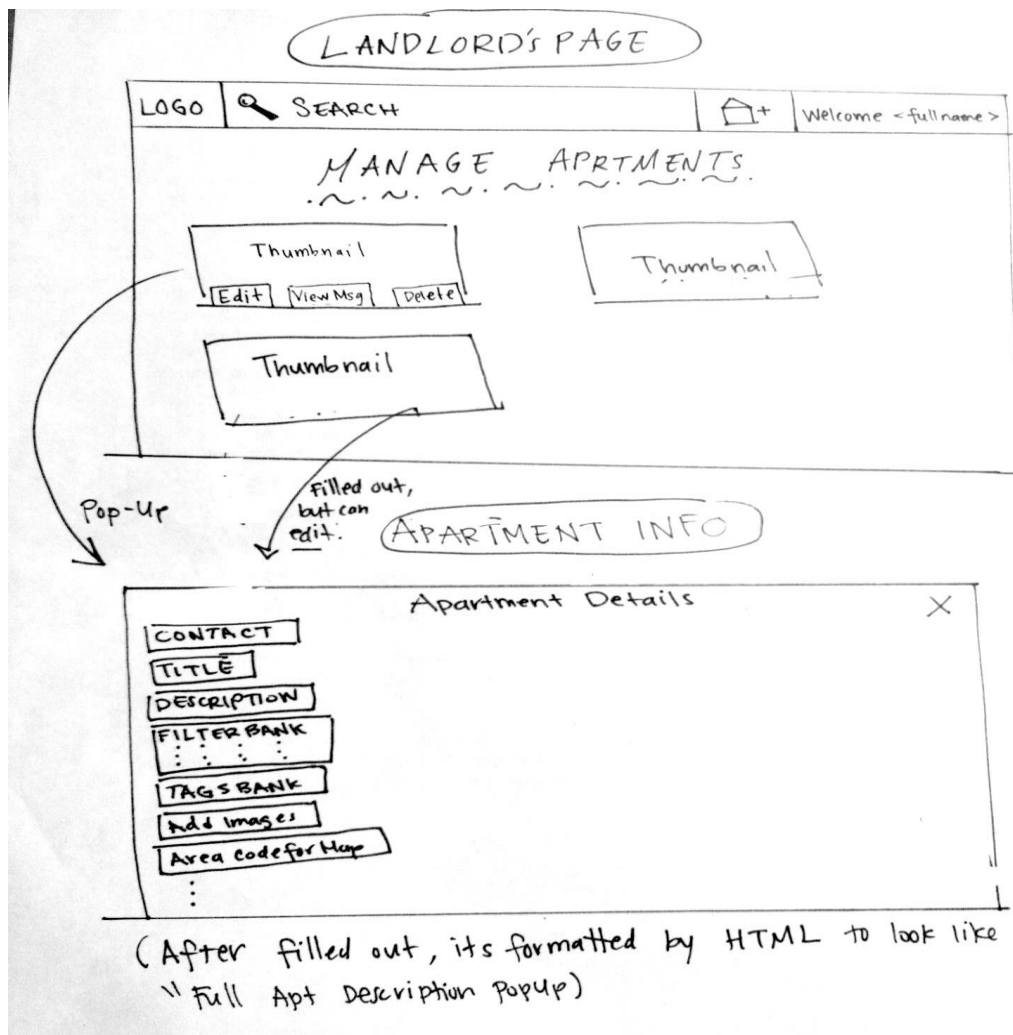 LANDLORD'S PAGE
LOGO SEARCH + Welcome <fullname>
MANAGE APRTMENTS
Thumbnail
Edit View Msg Delete
Thumbnail
Thumbnail
Pop-Up
Filled out,
but can
edit.
APARTMENT INFO
Apartment Details X
CONTACT
TITLE
DESCRIPTION
FILTER BANK
TAGS BANK
Add Images
Area code for Map
(After filled out, its formatted by HTML to look like
" Full Apt Description PopUp)